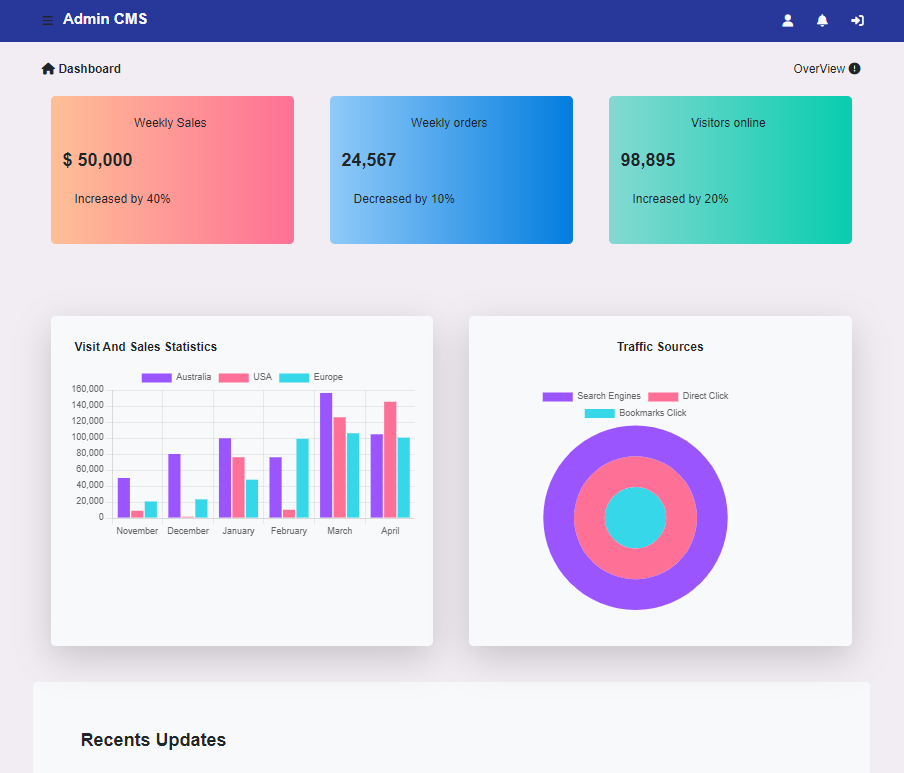 Admin CMS
Dashboard
OverView
Weekly Sales
$ 50,000
Increased by 40%
Weekly orders
24,567
Decreased by 10%
Visitors online
98,895
Increased by 20%
Visit And Sales Statistics
Australia USA Europe
160,000
140,000
120,000
100,000
80,000
60,000
40,000
20,000
0
November December January February March April
Traffic Sources
Search Engines Direct Click
Bookmarks Click
Recents Updates